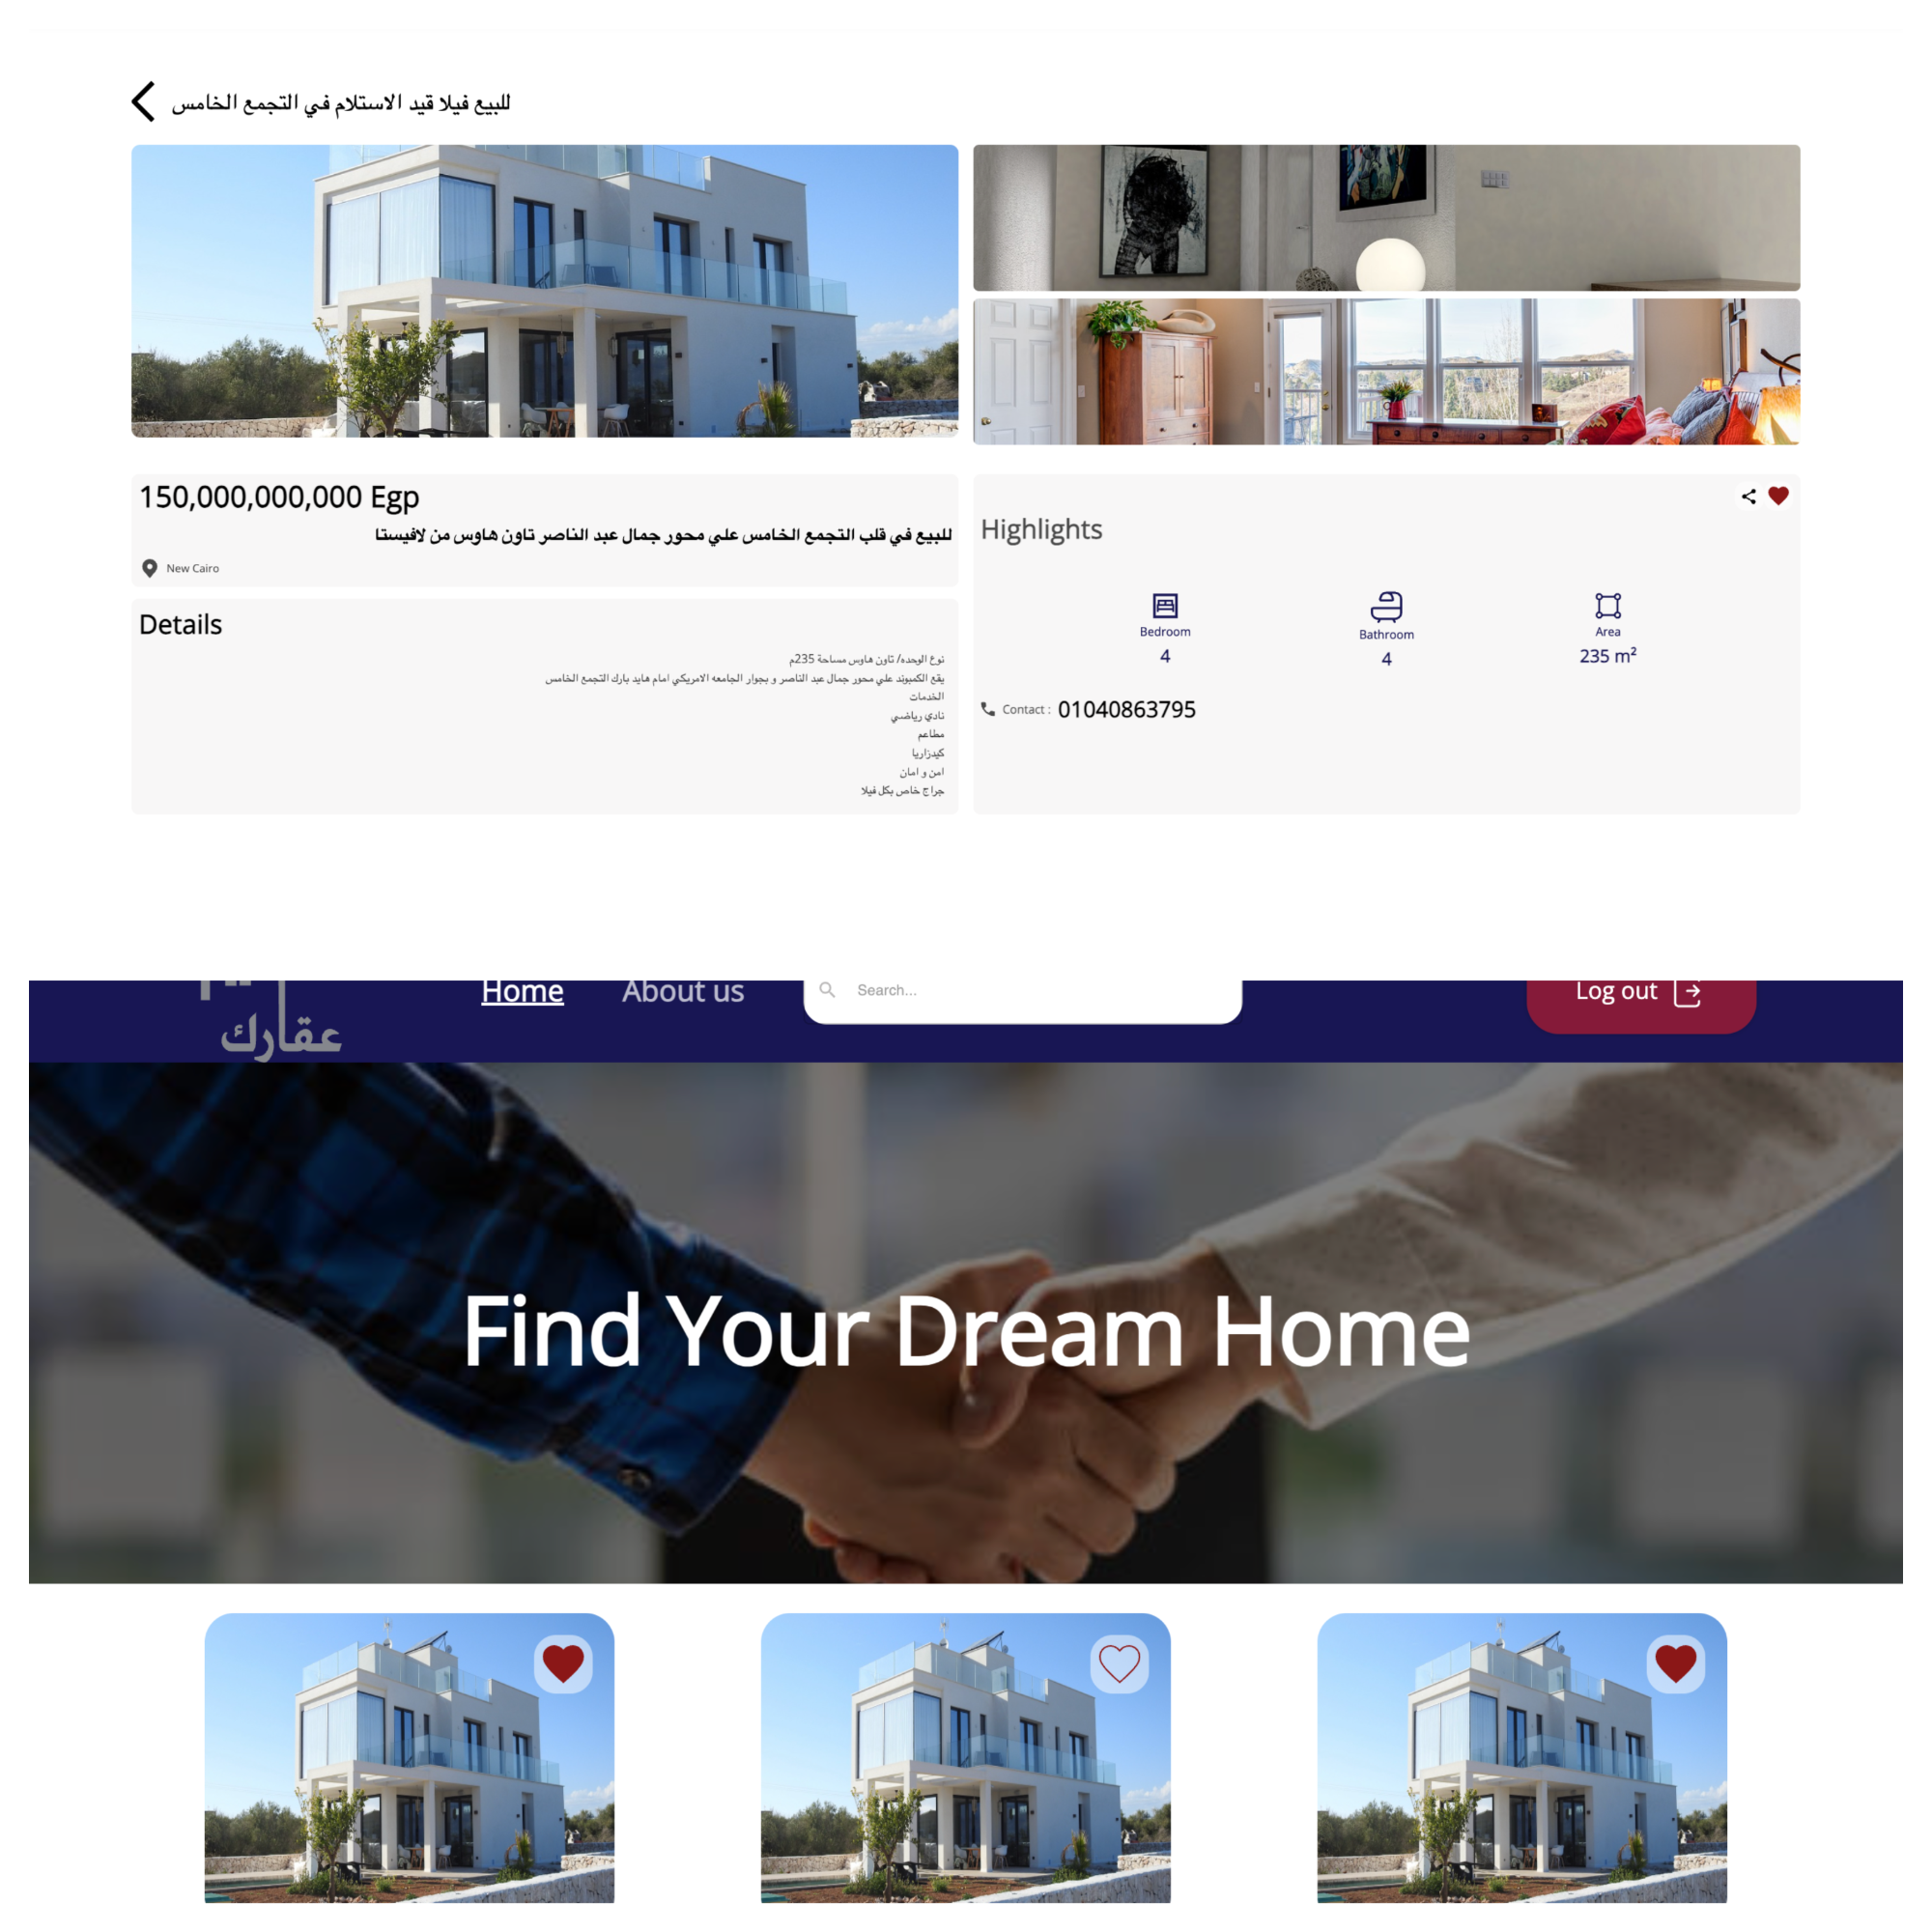 للبيع فيلا قيد الاستلام في التجمع الخامس
150,000,000,000 Egp
للبيع في قلب التجمع الخامس علي محور جمال عبد الناصر تاون هاوس من لافيستا
New Cairo
Details
نوع الوحده/ تاون هاوس مساحة 235م
يقع الكمبوند علي محور جمال عبد الناصر و بجوار الجامعه الامريكي امام هايد بارك التجمع الخامس
الخدمات
نادي رياضي
مطاعم
كيدزاريا
امن و امان
جراج خاص بكل فيلا
Highlights
Bedroom
4
Bathroom
4
Area
235 m²
Contact : 01040863795
عقارك
Home
About us
Search...
Log out
Find Your Dream Home